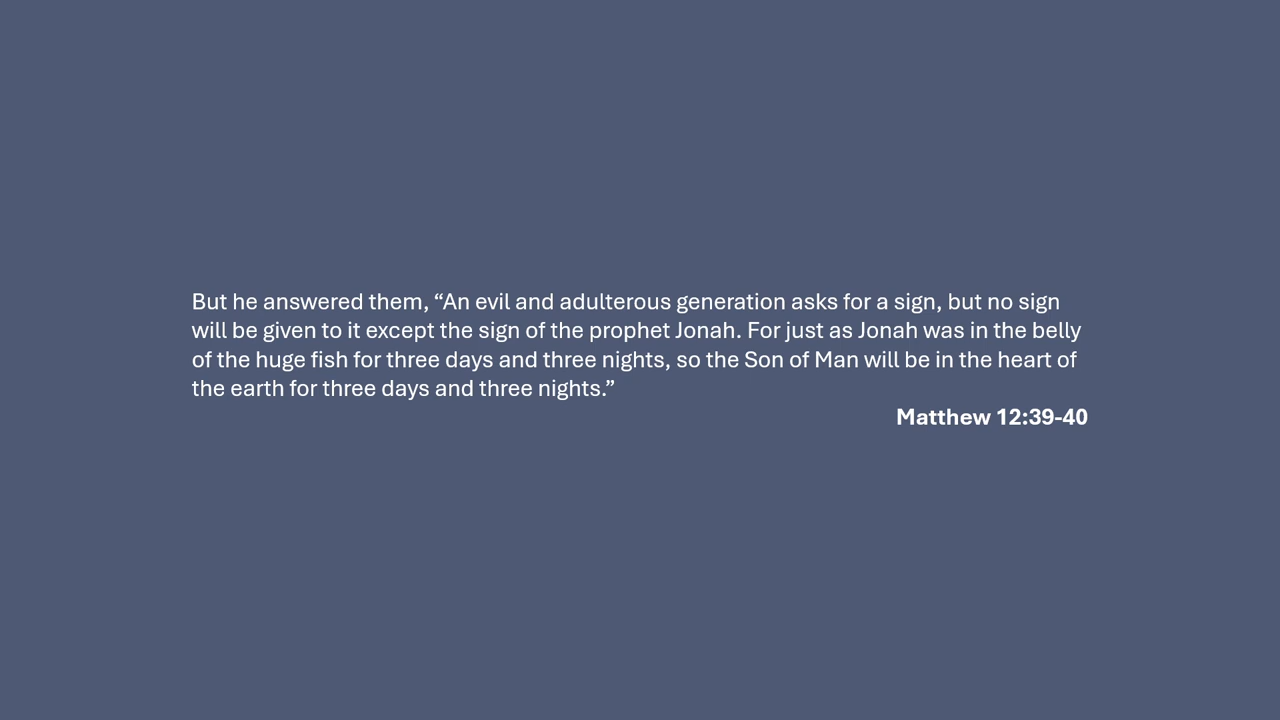 But he answered them, “An evil and adulterous generation asks for a sign, but no sign
will be given to it except the sign of the prophet Jonah. For just as Jonah was in the belly
of the huge fish for three days and three nights, so the Son of Man will be in the heart of
the earth for three days and three nights.”
Matthew 12:39-40